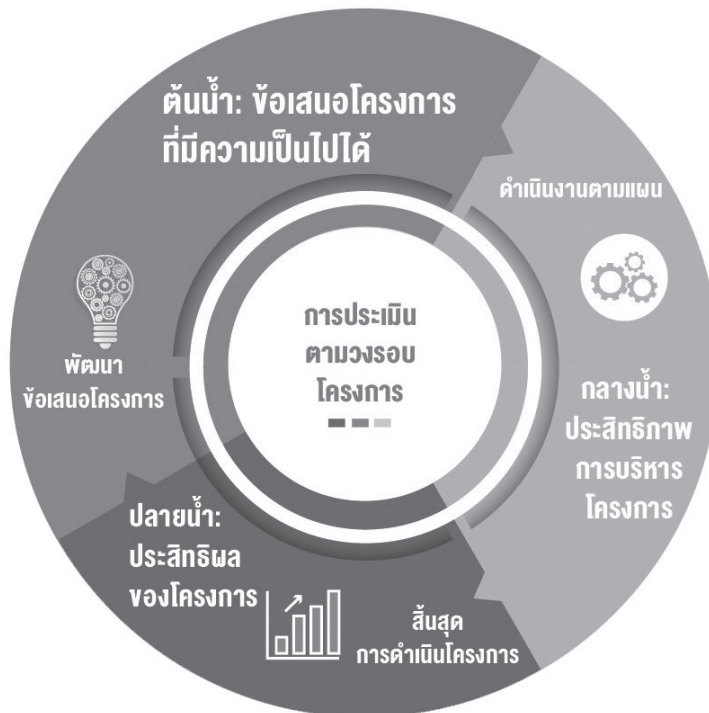 ต้นน้ำ: ข้อเสนอโครงการ
ที่มีความเป็นไปได้
ดำเนินงานตามแผน
การประเมิน
ตามวงรอบ
โครงการ
พัฒนา
ข้อเสนอโครงการ
กลางน้ำ:
ประสิทธิภาพ
การบริหาร
โครงการ
ปลายน้ำ:
ประสิทธิผล
ของโครงการ
สิ้นสุด
การดำเนินโครงการ